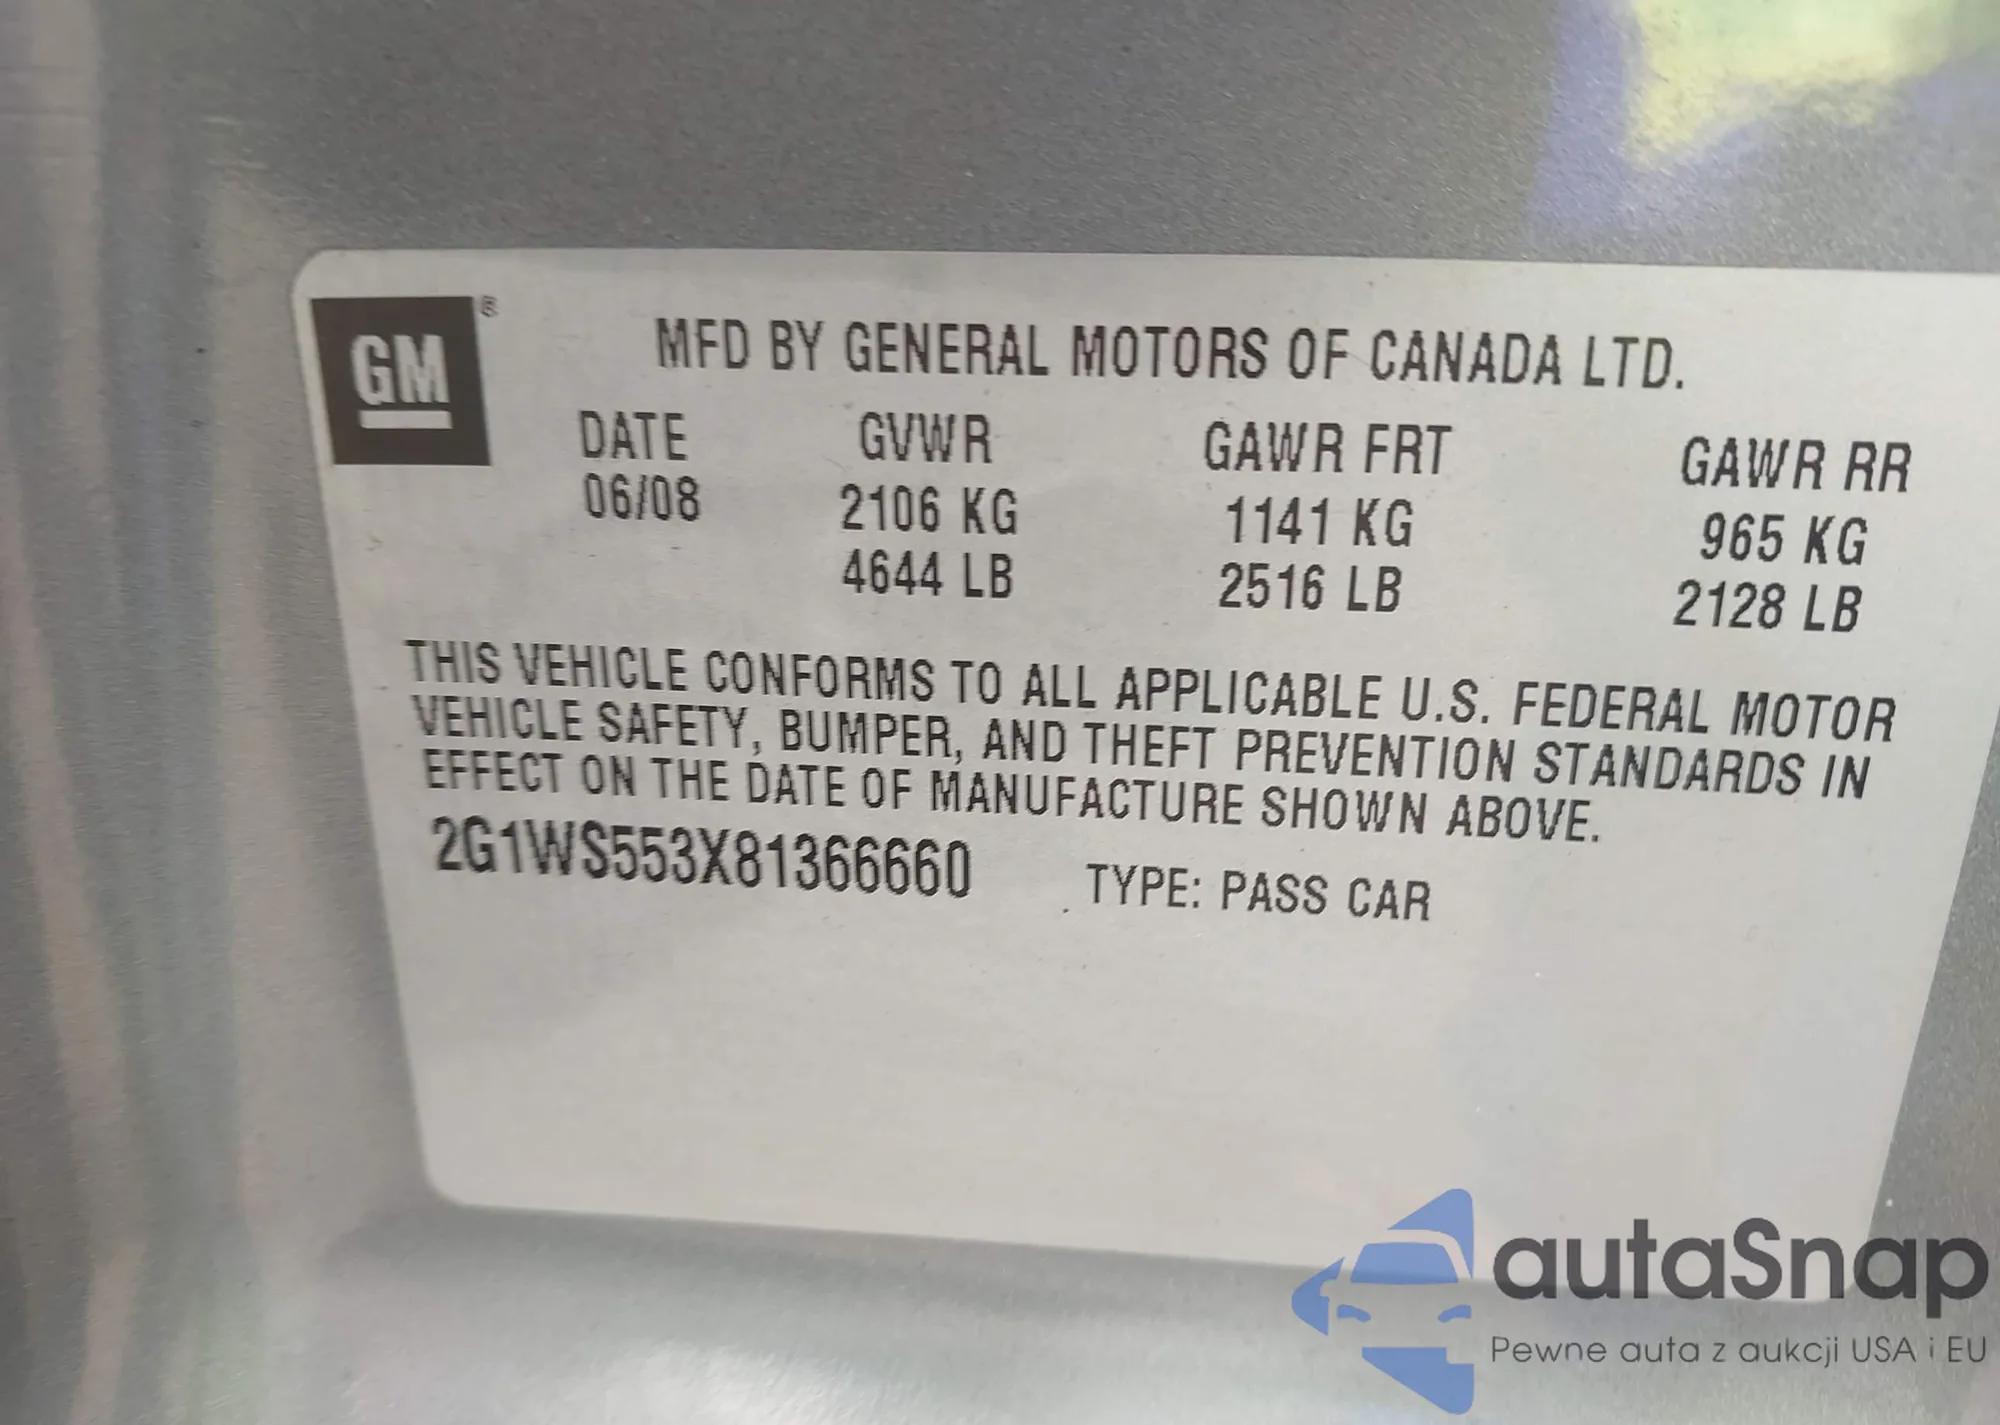 GM®
MFD BY GENERAL MOTORS OF CANADA LTD.
DATE GVWR GAWR FRT GAWR RR
06/08 2106 KG 1141 KG 965 KG
4644 LB 2516 LB 2128 LB
THIS VEHICLE CONFORMS TO ALL APPLICABLE U.S. FEDERAL MOTOR
VEHICLE SAFETY, BUMPER, AND THEFT PREVENTION STANDARDS IN
EFFECT ON THE DATE OF MANUFACTURE SHOWN ABOVE.
2G1WS553X81366660 TYPE: PASS CAR
autaSnap
Pewne auta z aukcji USA i EU